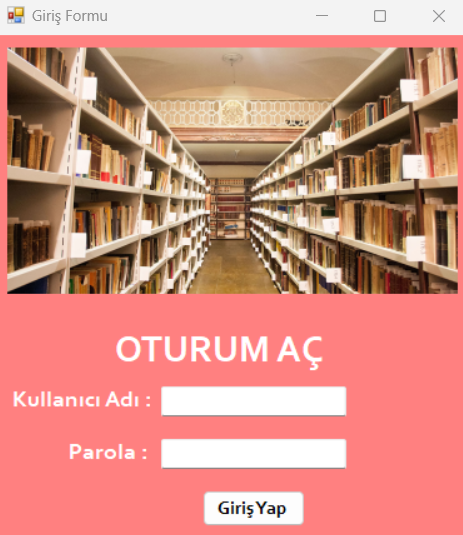 Giriş Formu
OTURUM AÇ
Kullanıcı Adı :
Parola :
Giriş Yap